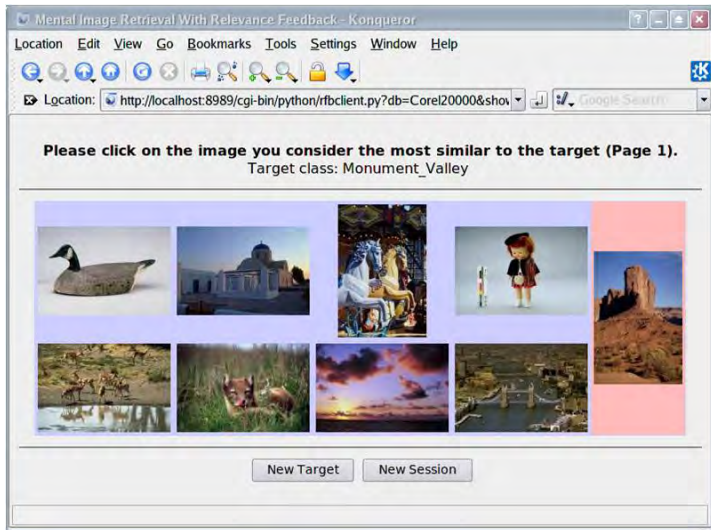 Mental Image Retrieval With Relevance Feedback - Konqueror
Location Edit View Go Bookmarks Tools Settings Window Help
Location: http://localhost:8989/cgi-bin/python/rfbclient.py?db=Corel20000&show
Google Search
Please click on the image you consider the most similar to the target (Page 1).
Target class: Monument_Valley
New Target New Session